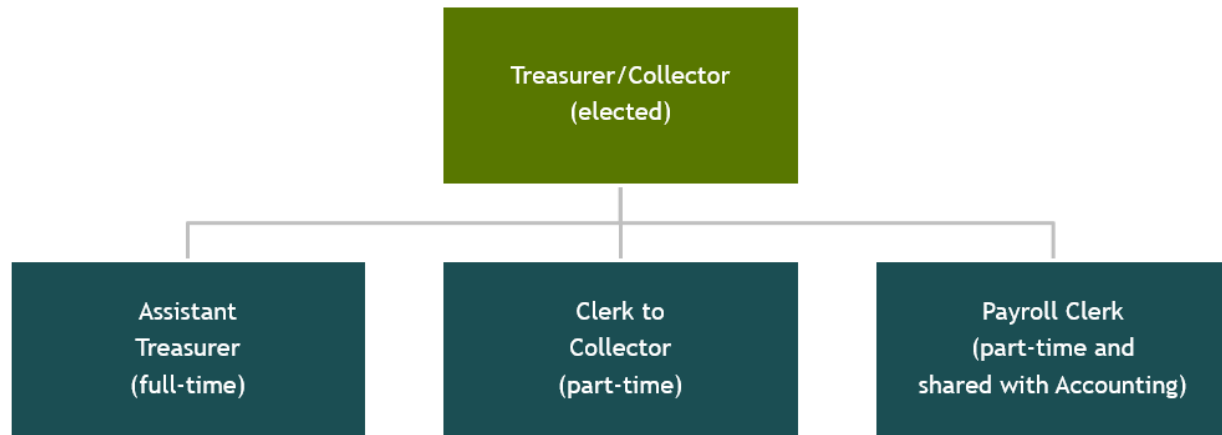 Treasurer/Collector
(elected)
Assistant
Treasurer
(full-time)
Clerk to
Collector
(part-time)
Payroll Clerk
(part-time and
shared with Accounting)